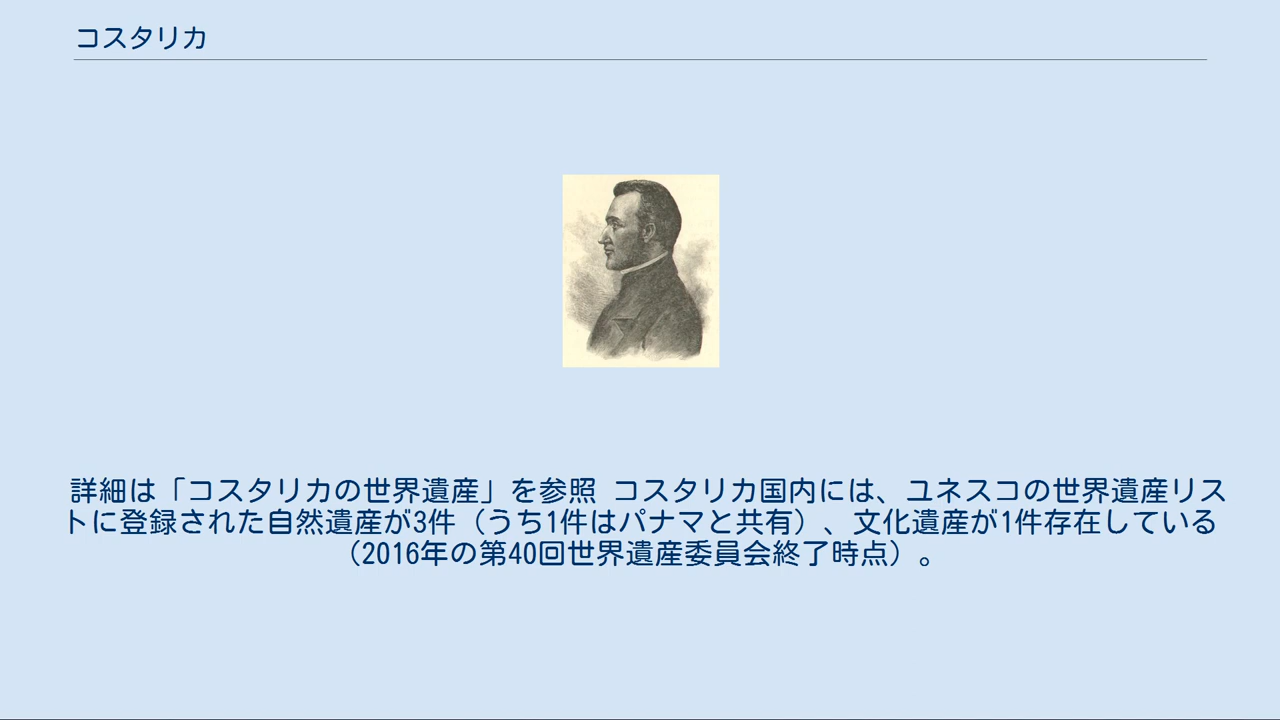 コスタリカ
詳細は「コスタリカの世界遺産」を参照 コスタリカ国内には、ユネスコの世界遺産リス
トに登録された自然遺産が3件（うち1件はパナマと共有）、文化遺産が1件存在している
（2016年の第40回世界遺産委員会終了時点）。